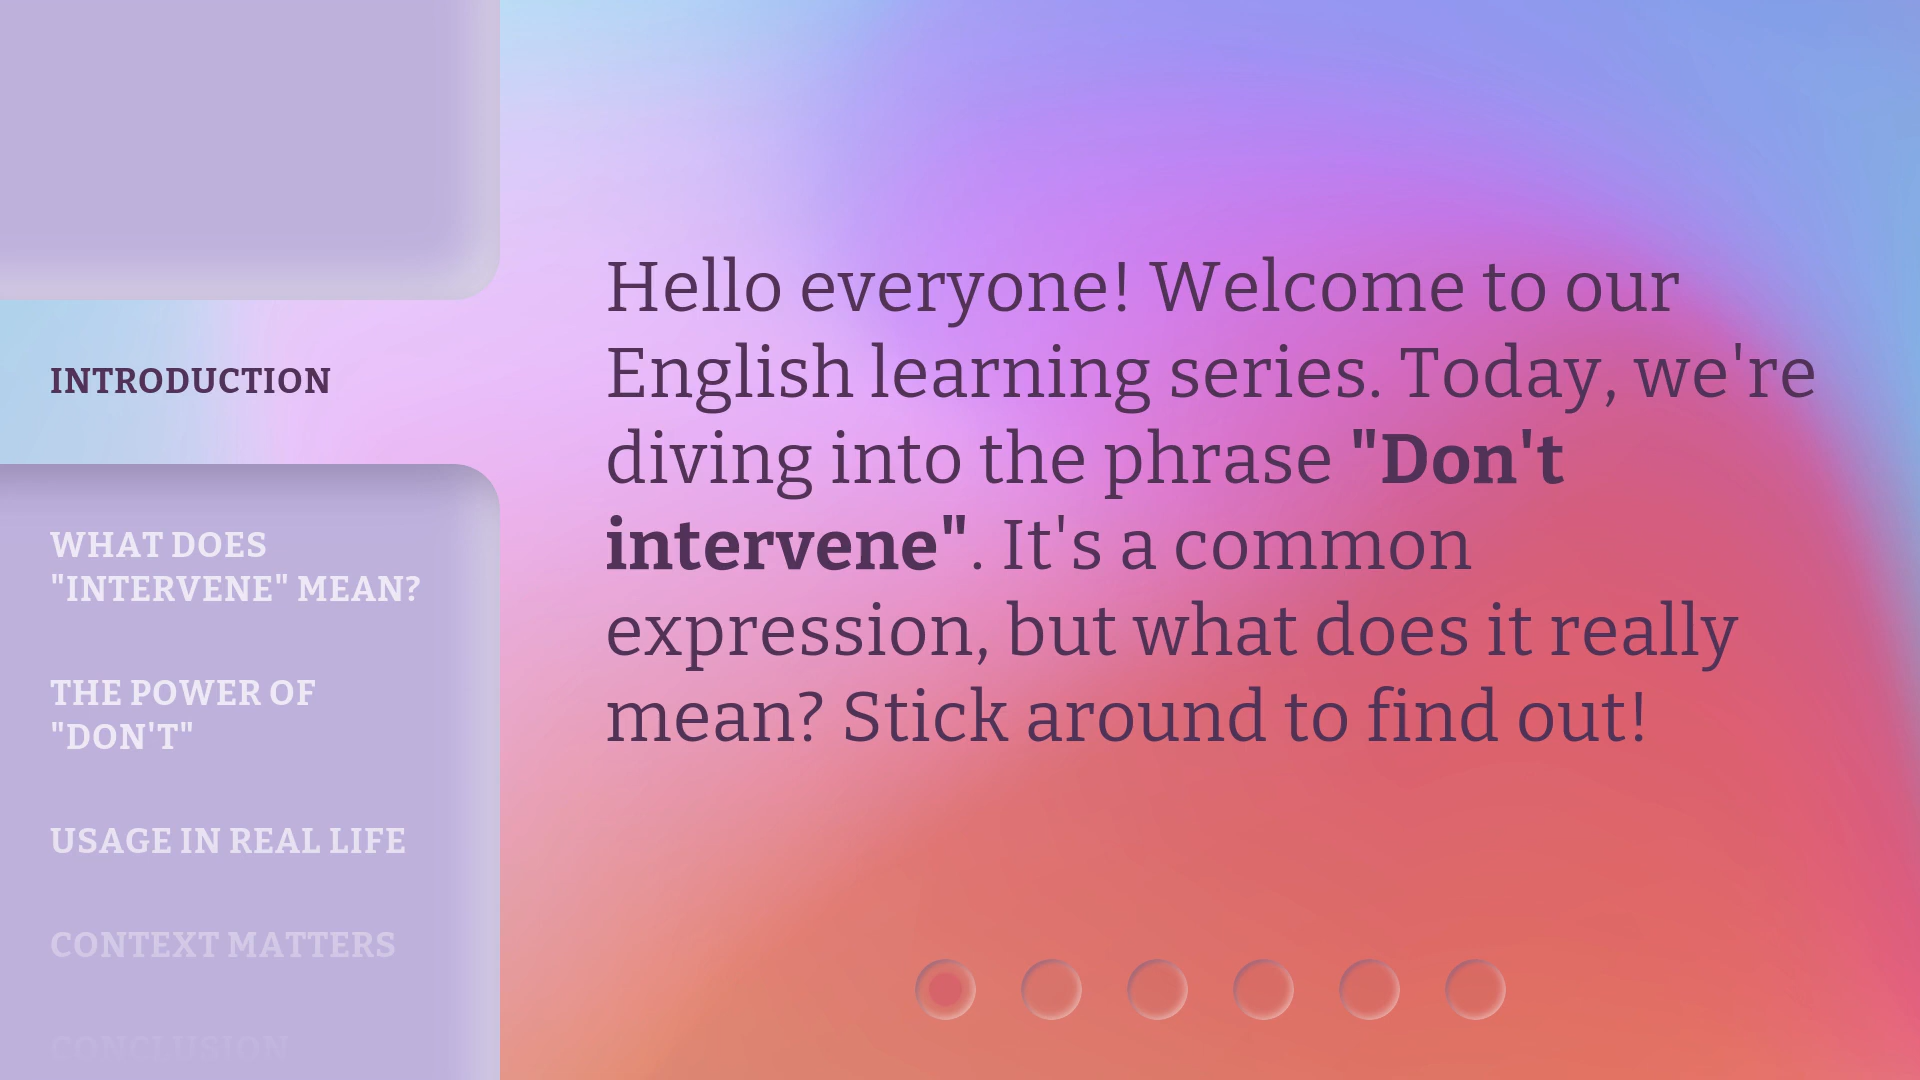 INTRODUCTION
WHAT DOES
"INTERVENE" MEAN?
THE POWER OF
"DON'T"
USAGE IN REAL LIFE
CONTEXT MATTERS
CONCLUSION
Hello everyone! Welcome to our
English learning series. Today, we're
diving into the phrase "Don't
intervene". It's a common
expression, but what does it really
mean? Stick around to find out!